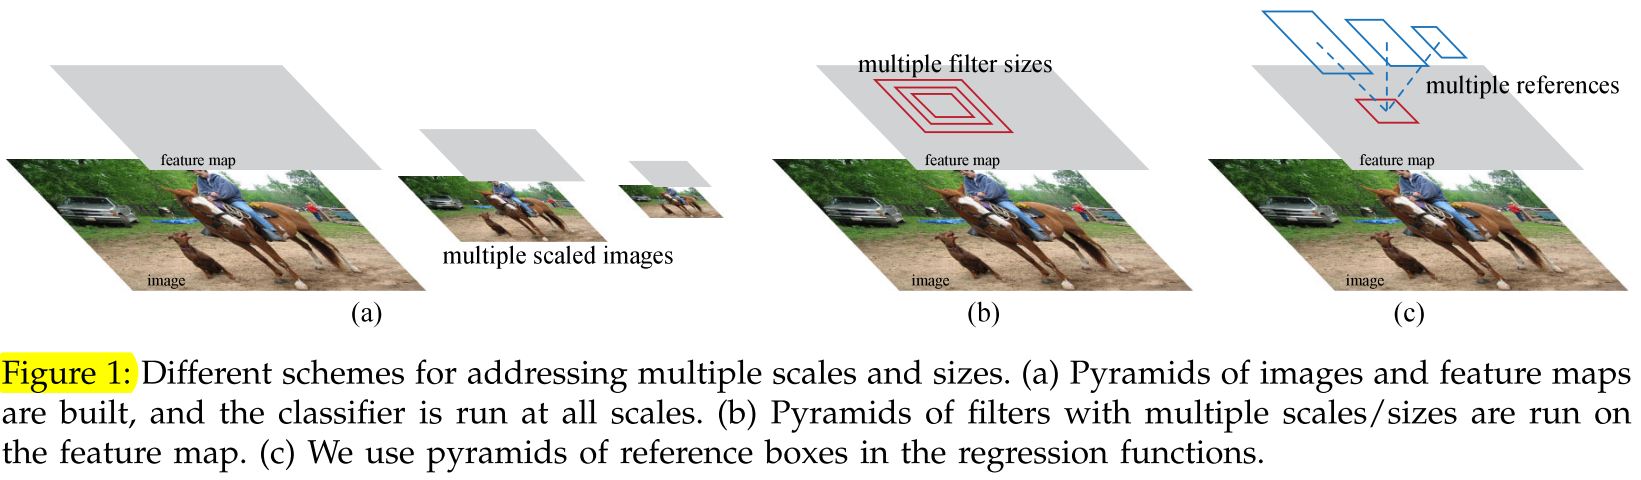 multiple filter sizes
multiple references
feature map
feature map
feature map
multiple scaled images
image
image
image
(a)
(b)
(c)
Figure 1: Different schemes for addressing multiple scales and sizes. (a) Pyramids of images and feature maps
are built, and the classifier is run at all scales. (b) Pyramids of filters with multiple scales/sizes are run on
the feature map. (c) We use pyramids of reference boxes in the regression functions.